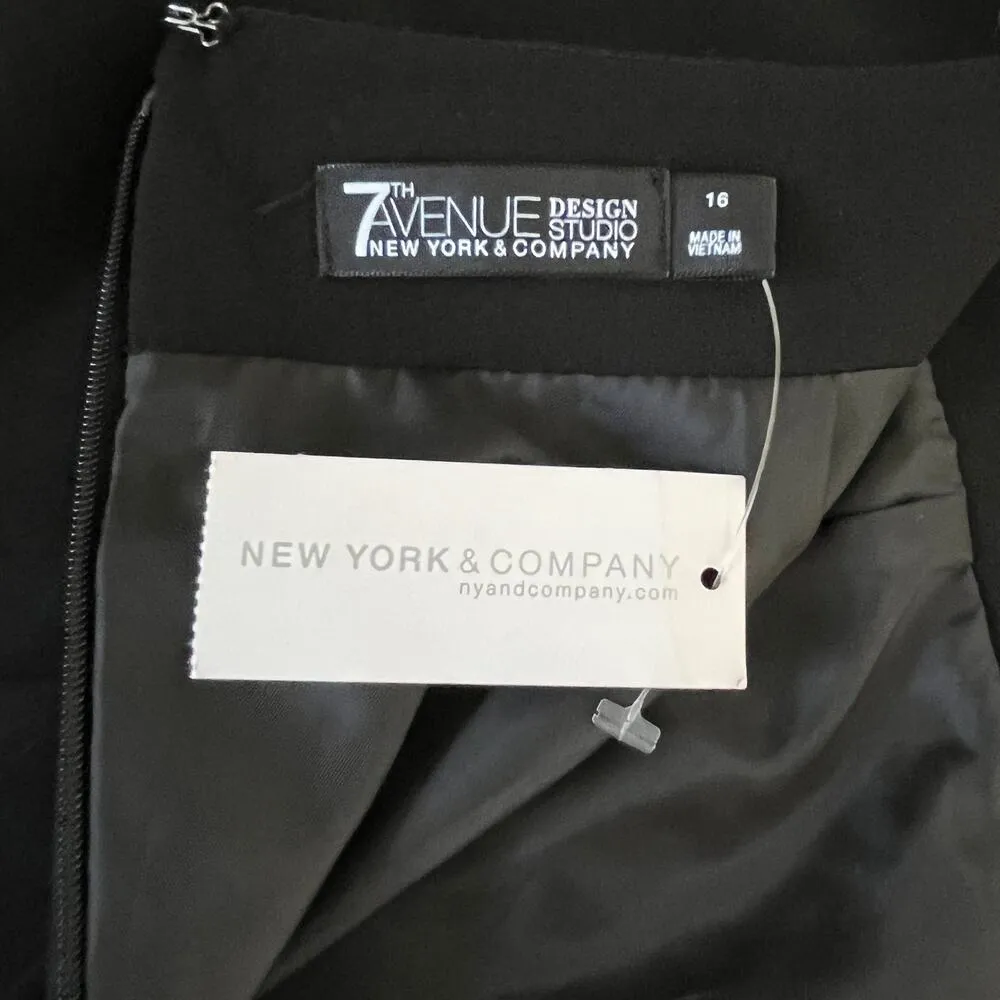 7TH AVENUE DESIGN STUDIO
NEW YORK & COMPANY
16
MADE IN
VIETNAM
NEW YORK & COMPANY
nyandcompany.com